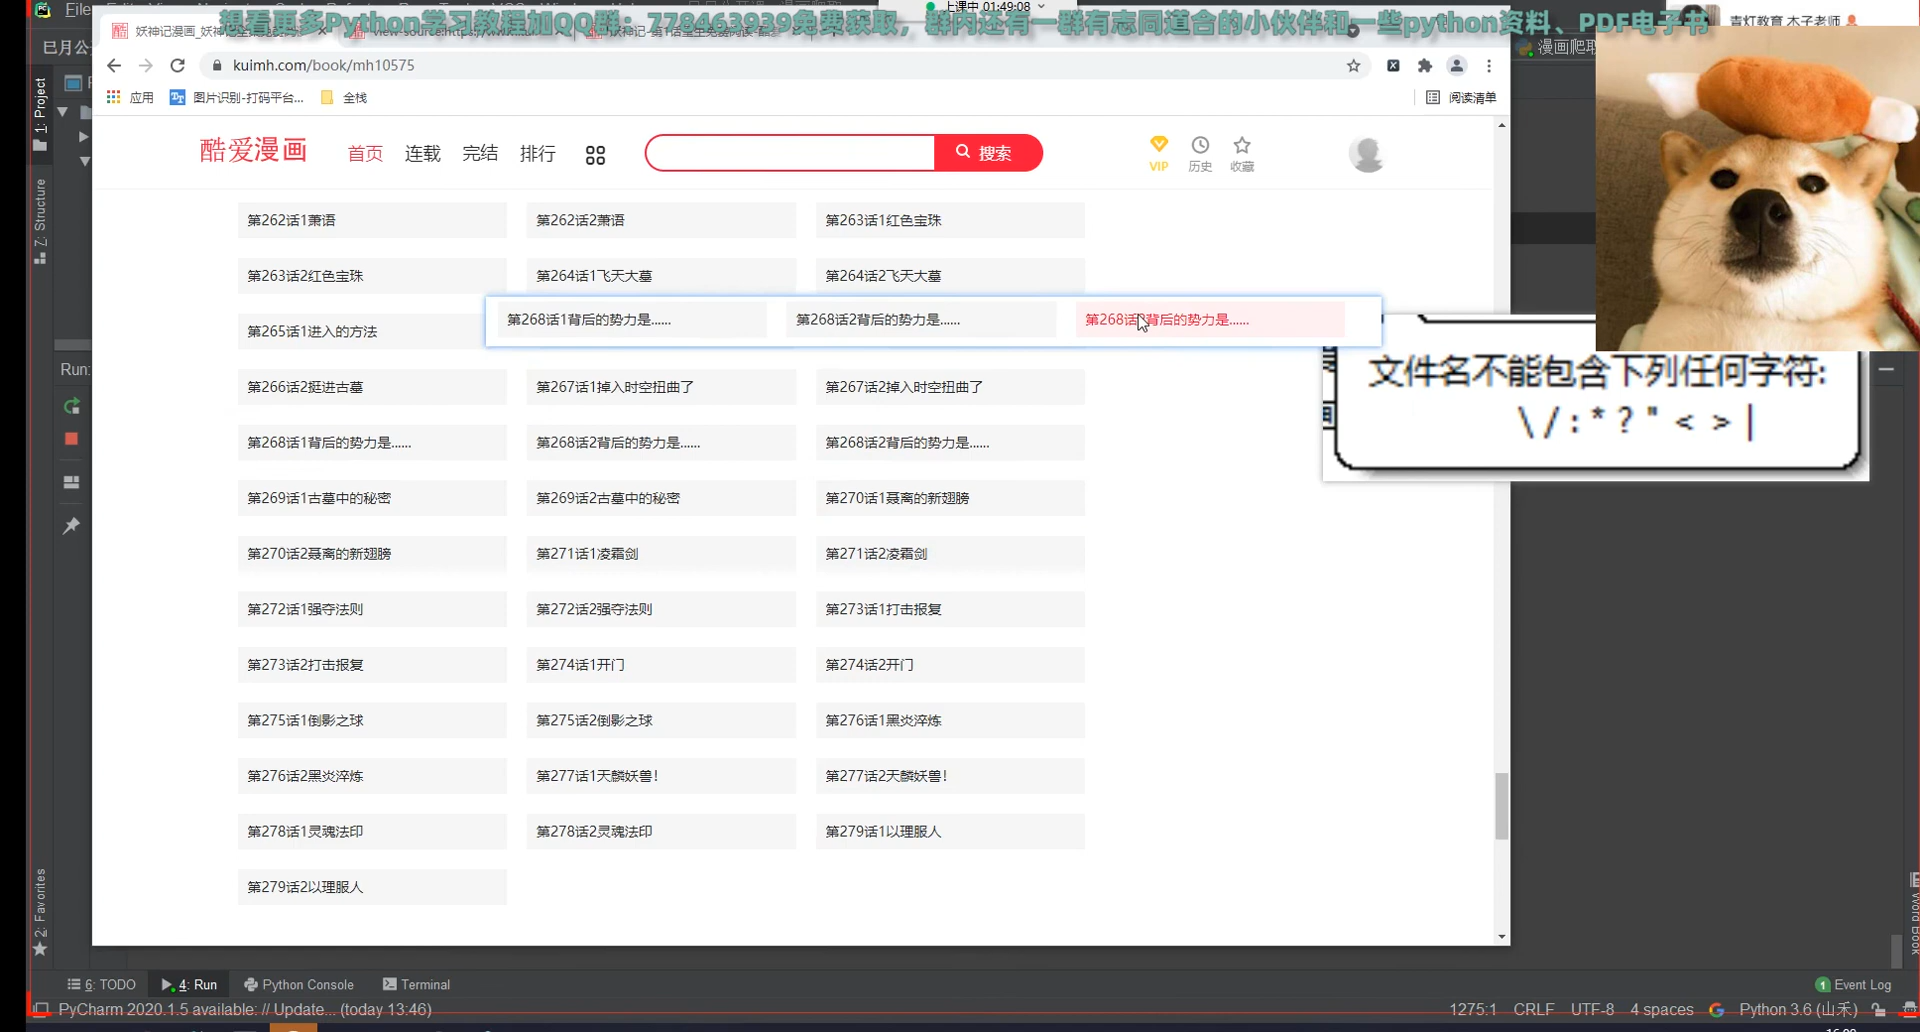 想看更多Python学习教程加QQ群：778463939免费获取，群内还有一群有志同道合的小伙伴和一些python资料、PDF电子书
上课中 01:49:08
青灯教育 木子老师
File
kuimh.com/book/mh10575
应用
图片识别-打码平台...
全栈
阅读清单
1: Project
Z: Structure
2: Favorites
Run:
酷爱漫画
首页
连载
完结
排行
搜索
VIP
历史
收藏
第262话1萧语
第262话2萧语
第263话1红色宝珠
第263话2红色宝珠
第264话1飞天大墓
第264话2飞天大墓
第265话1进入的方法
第268话1背后的势力是......
第268话2背后的势力是......
第266话2挺进古墓
第267话1掉入时空扭曲了
第267话2掉入时空扭曲了
第268话1背后的势力是......
第268话2背后的势力是......
第268话2背后的势力是......
第269话1古墓中的秘密
第269话2古墓中的秘密
第270话1聂离的新翅膀
第270话2聂离的新翅膀
第271话1凌霜剑
第271话2凌霜剑
第272话1强夺法则
第272话2强夺法则
第273话1打击报复
第273话2打击报复
第274话1开门
第274话2开门
第275话1倒影之球
第275话2倒影之球
第276话1黑炎淬炼
第276话2黑炎淬炼
第277话1天麟妖兽！
第277话2天麟妖兽！
第278话1灵魂法印
第278话2灵魂法印
第279话1以理服人
第279话2以理服人
文件名不能包含下列任何字符:
\ / : * ? " < > |
6: TODO
4: Run
Python Console
Terminal
1 Event Log
Word Book
PyCharm 2020.1.5 available: // Update... (today 13:46)
1275:1
CRLF
UTF-8
4 spaces
Python 3.6 (山禾)